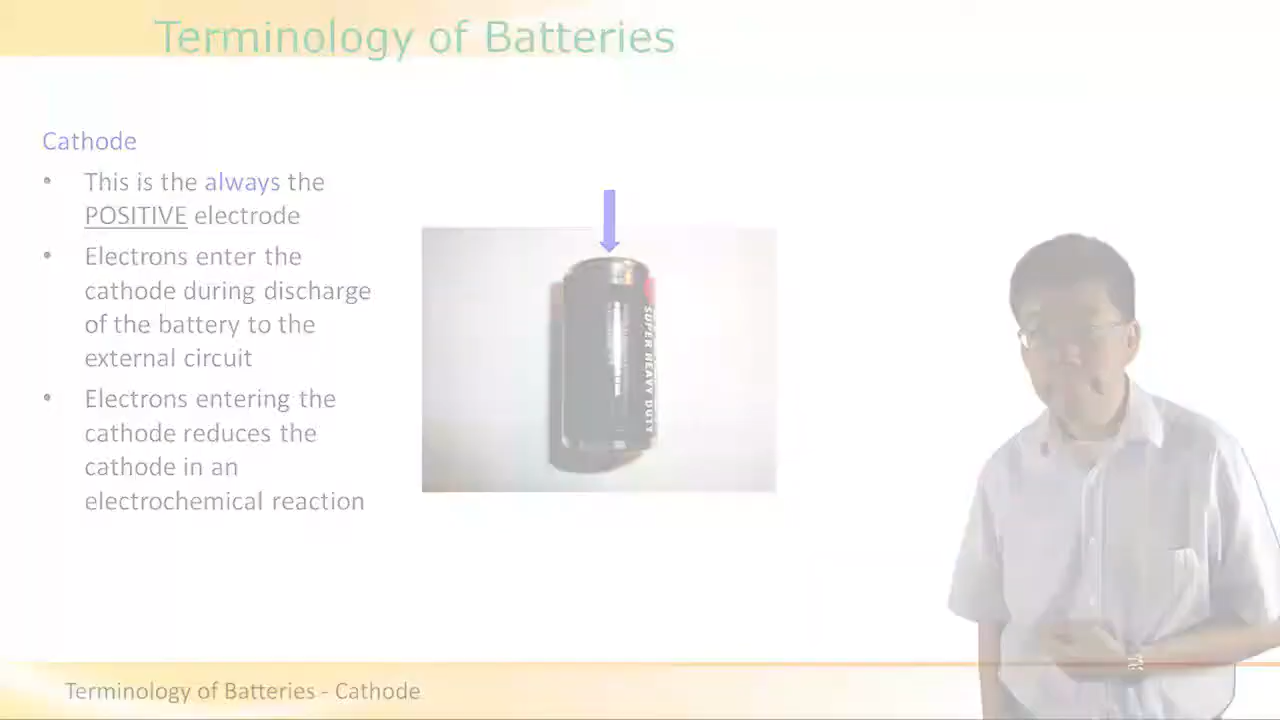 Terminology of Batteries
Cathode
• This is the always the
POSITIVE electrode
• Electrons enter the
cathode during discharge
of the battery to the
external circuit
• Electrons entering the
cathode reduces the
cathode in an
electrochemical reaction
SUPER HEAVY DUTY
Terminology of Batteries - Cathode